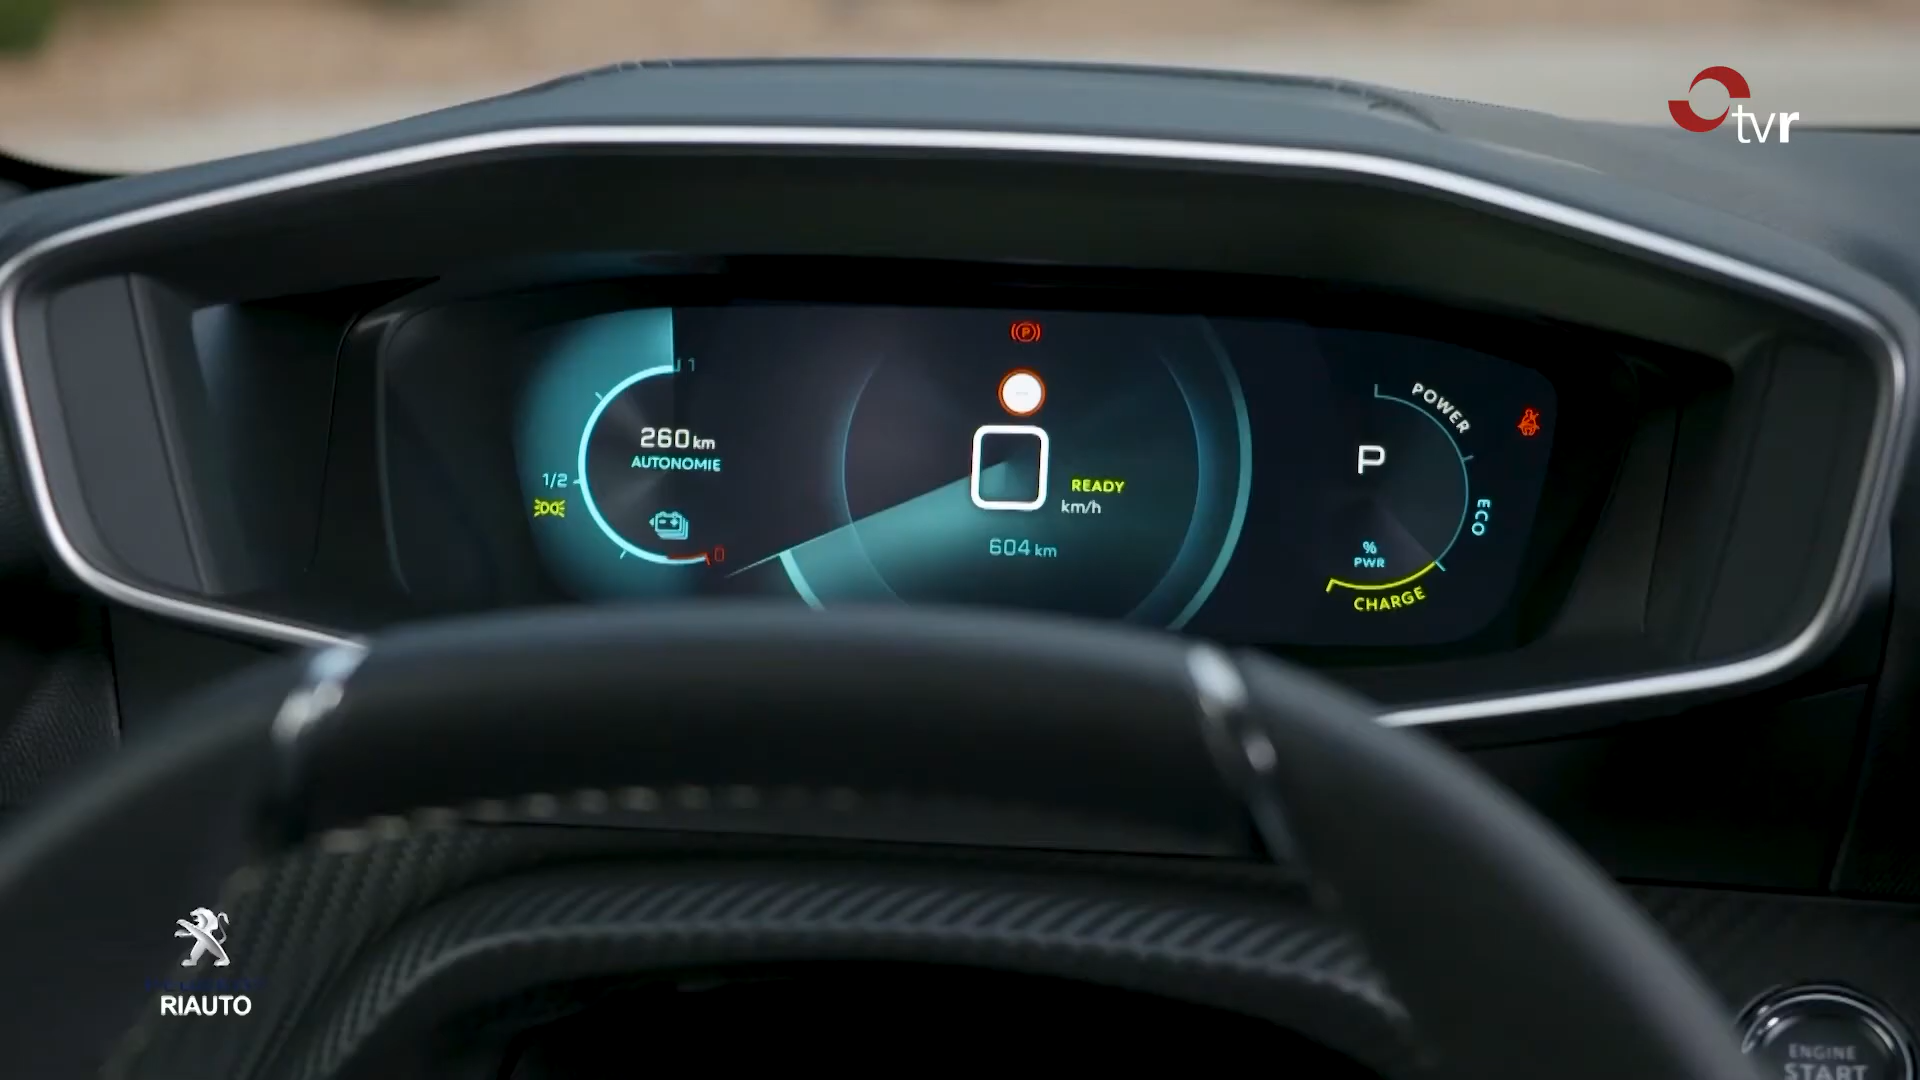 tvr
1
260 km
AUTONOMIE
1/2
0
P
READY
km/h
604 km
POWER
P
ECO
%
PWR
CHARGE
RIAUTO
ENGINE
START